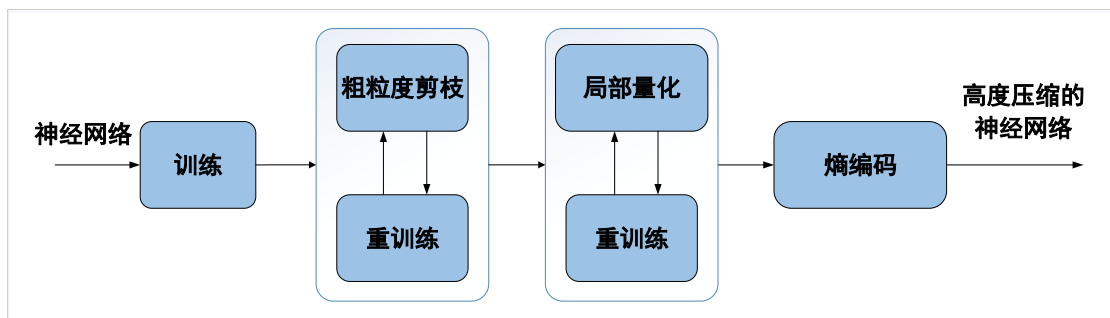 神经网络
训练
粗粒度剪枝
重训练
局部量化
重训练
熵编码
高度压缩的
神经网络